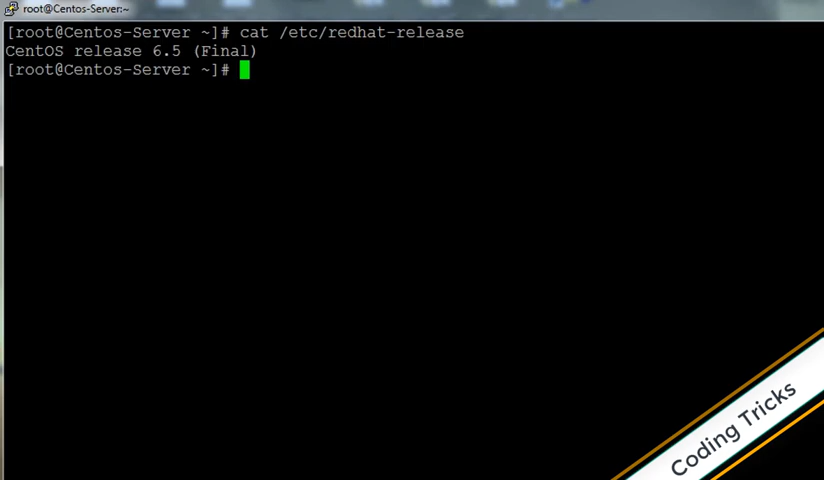 root@Centos-Server:~
[root@Centos-Server ~]# cat /etc/redhat-release
CentOS release 6.5 (Final)
[root@Centos-Server ~]#
Coding Tricks